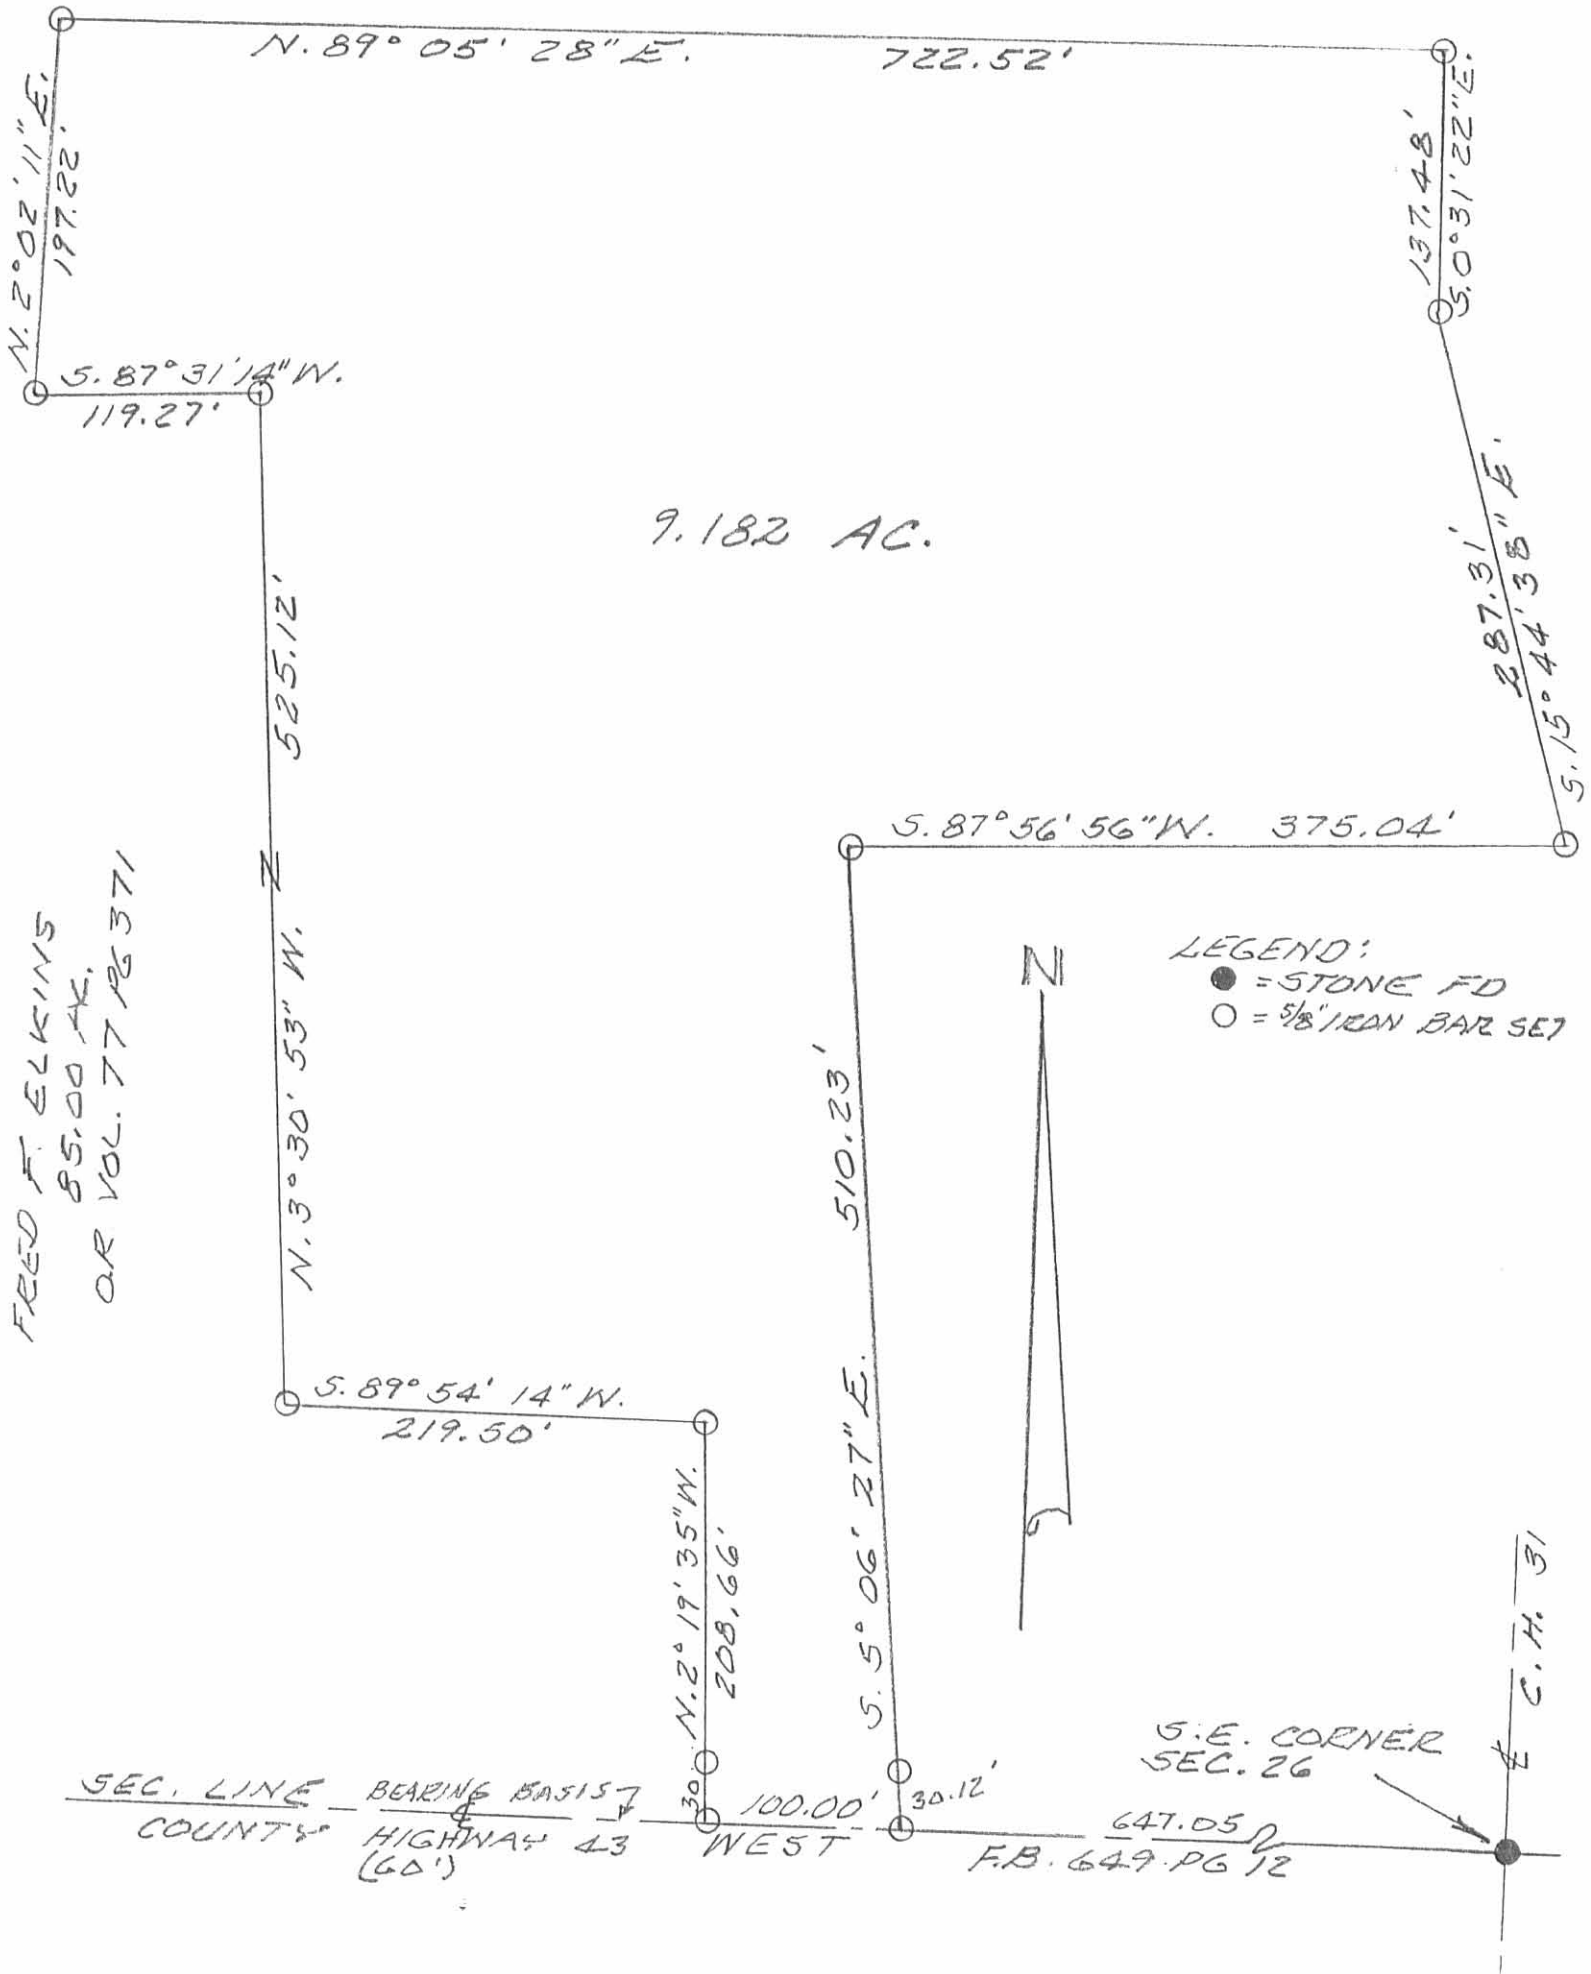 N. 89° 05' 28" E. 722.52'
N. 2° 02' 11" E.
197.22'
137.48'
S. 0° 31' 22" E.
S. 87° 31' 14" W.
119.27'
9.182 AC.
287.31'
S. 15° 44' 38" E.
525.12'
N. 3° 30' 53" W.
S. 87° 56' 56" W. 375.04'
FRED F. ELKINS
85.00 AC.
O.R. VOL. 77 PG 371
N
LEGEND:
= STONE FD
= 5/8" IRON BAR SET
510.23'
S. 5° 06' 27" E.
S. 89° 54' 14" W.
219.50'
N. 2° 19' 35" W.
208.66'
C.H. 31
S.E. CORNER
SEC. 26
SEC. LINE BEARING BASIS
30
100.00'
30.12'
647.05
COUNTY HIGHWAY 43
(60')
WEST
F.B. 649 PG 12